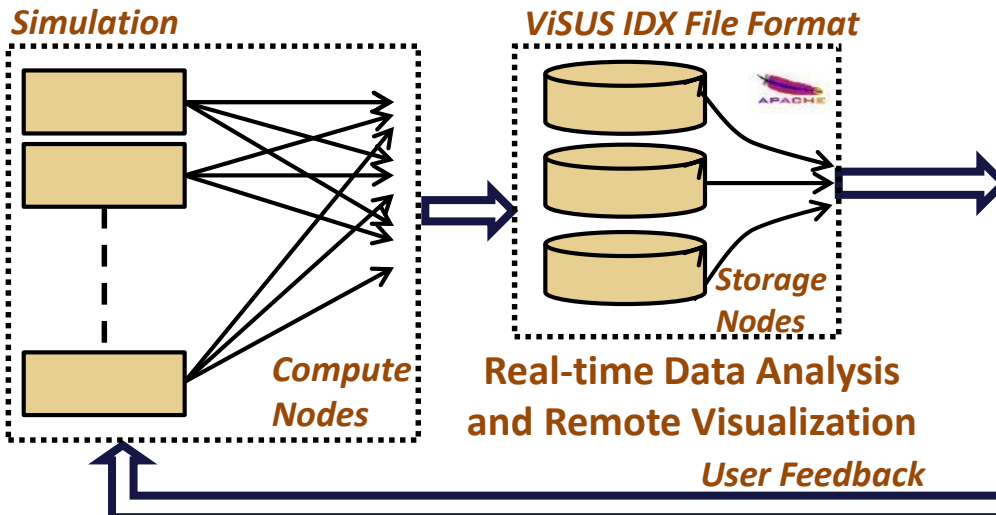 Simulation
ViSUS IDX File Format
APACHE
Storage
Nodes
Compute
Nodes
Real-time Data Analysis
and Remote Visualization
User Feedback